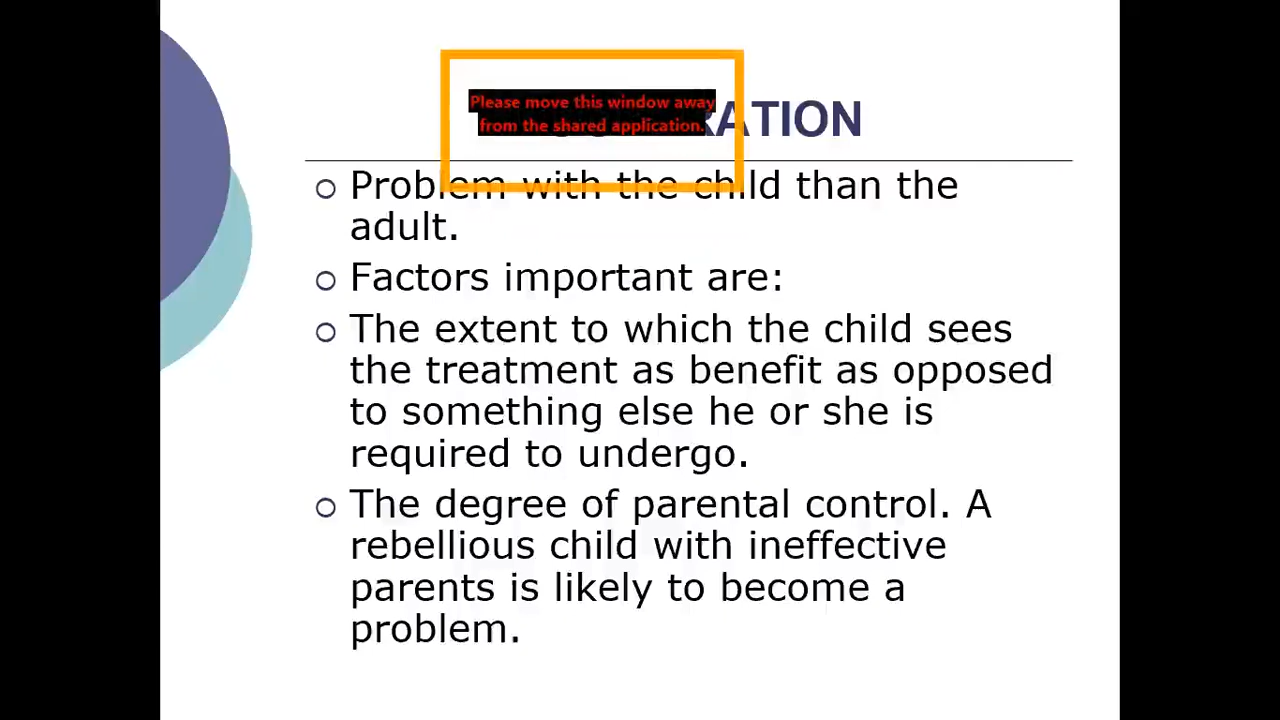 Please move this window away
from the shared application.
RATION
Problem with the child than the
adult.
Factors important are:
The extent to which the child sees
the treatment as benefit as opposed
to something else he or she is
required to undergo.
The degree of parental control. A
rebellious child with ineffective
parents is likely to become a
problem.